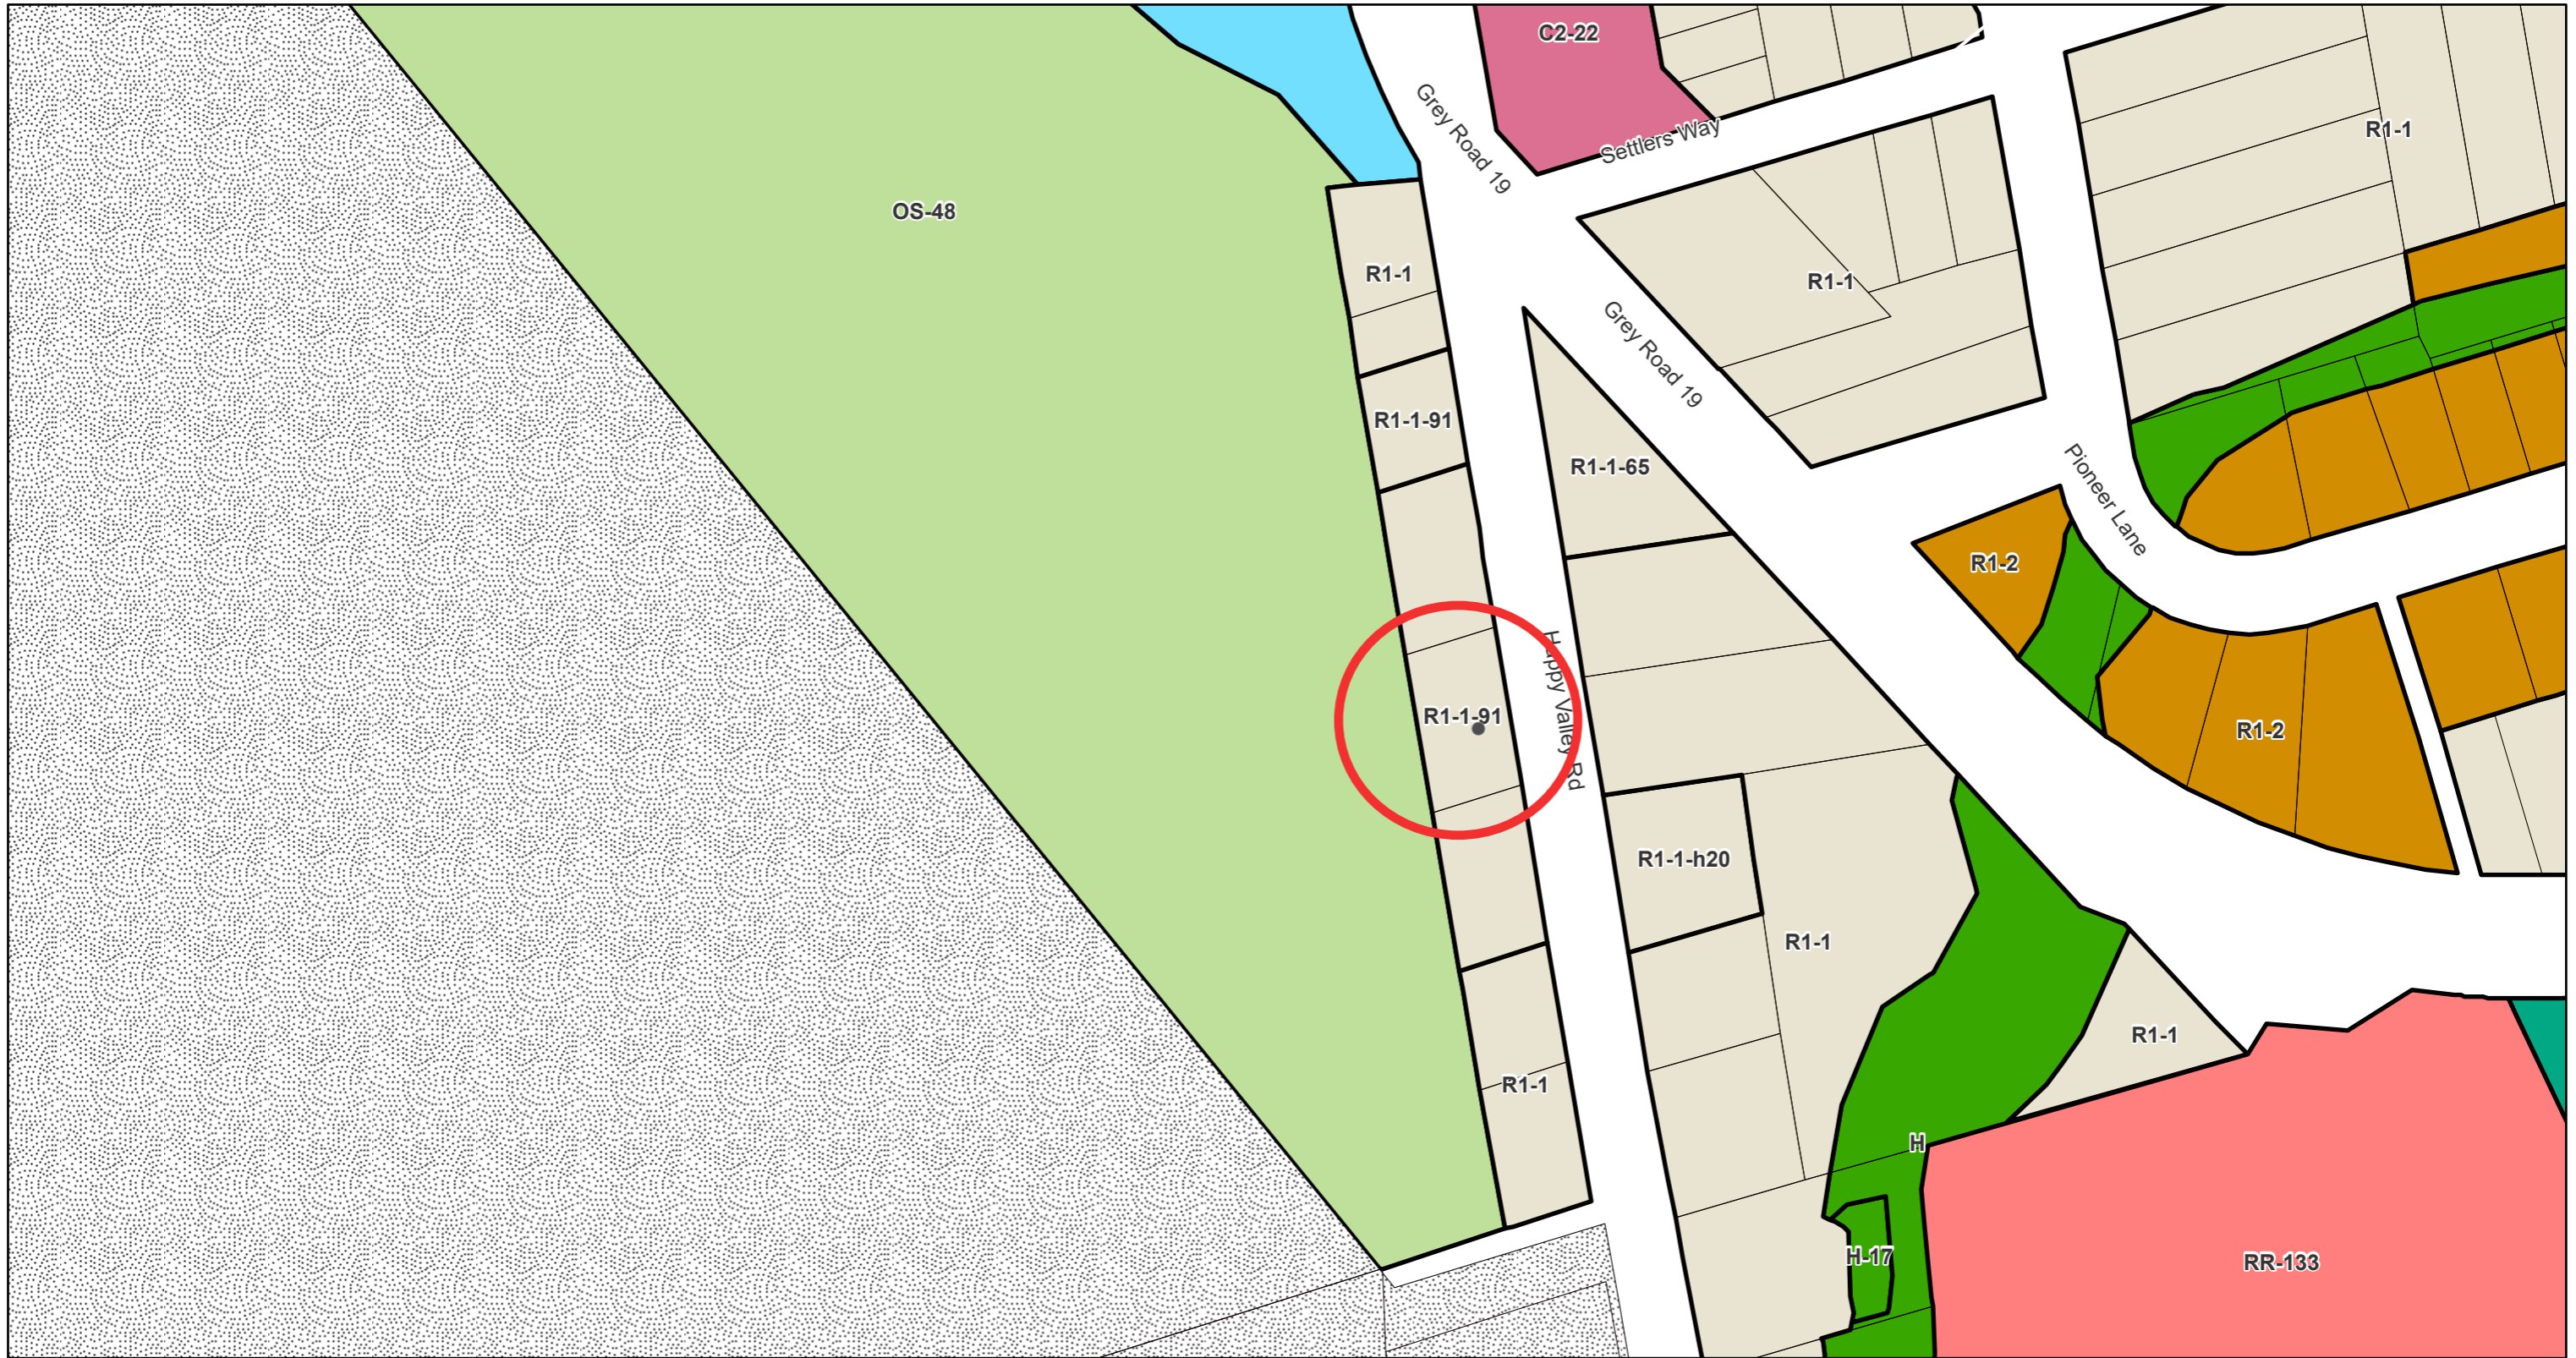 C2-22
Grey Road 19
Settlers Way
R1-1
OS-48
R1-1
R1-1
Grey Road 19
R1-1-91
R1-1-65
Pioneer Lane
R1-2
R1-1-91
Happy Valley Rd
R1-2
R1-1-h20
R1-1
R1-1
R1-1
H
H-17
RR-133